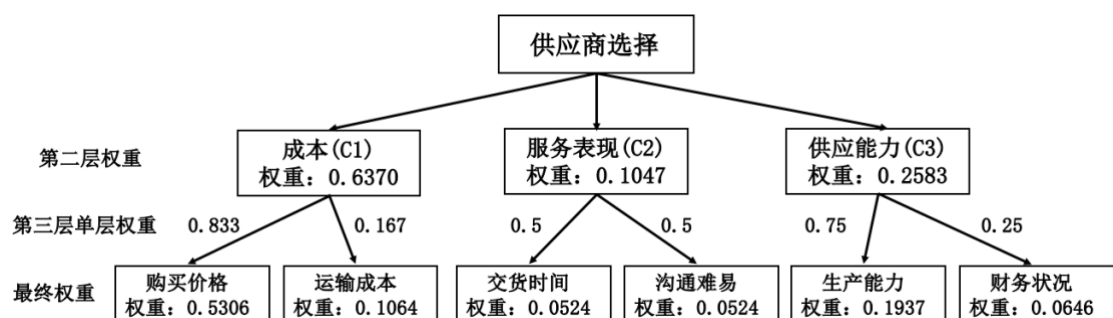 供应商选择
第二层权重
成本(C1)
权重：0.6370
服务表现(C2)
权重：0.1047
供应能力(C3)
权重：0.2583
第三层单层权重
0.833
0.167
0.5
0.5
0.75
0.25
最终权重
购买价格
权重：0.5306
运输成本
权重：0.1064
交货时间
权重：0.0524
沟通难易
权重：0.0524
生产能力
权重：0.1937
财务状况
权重：0.0646